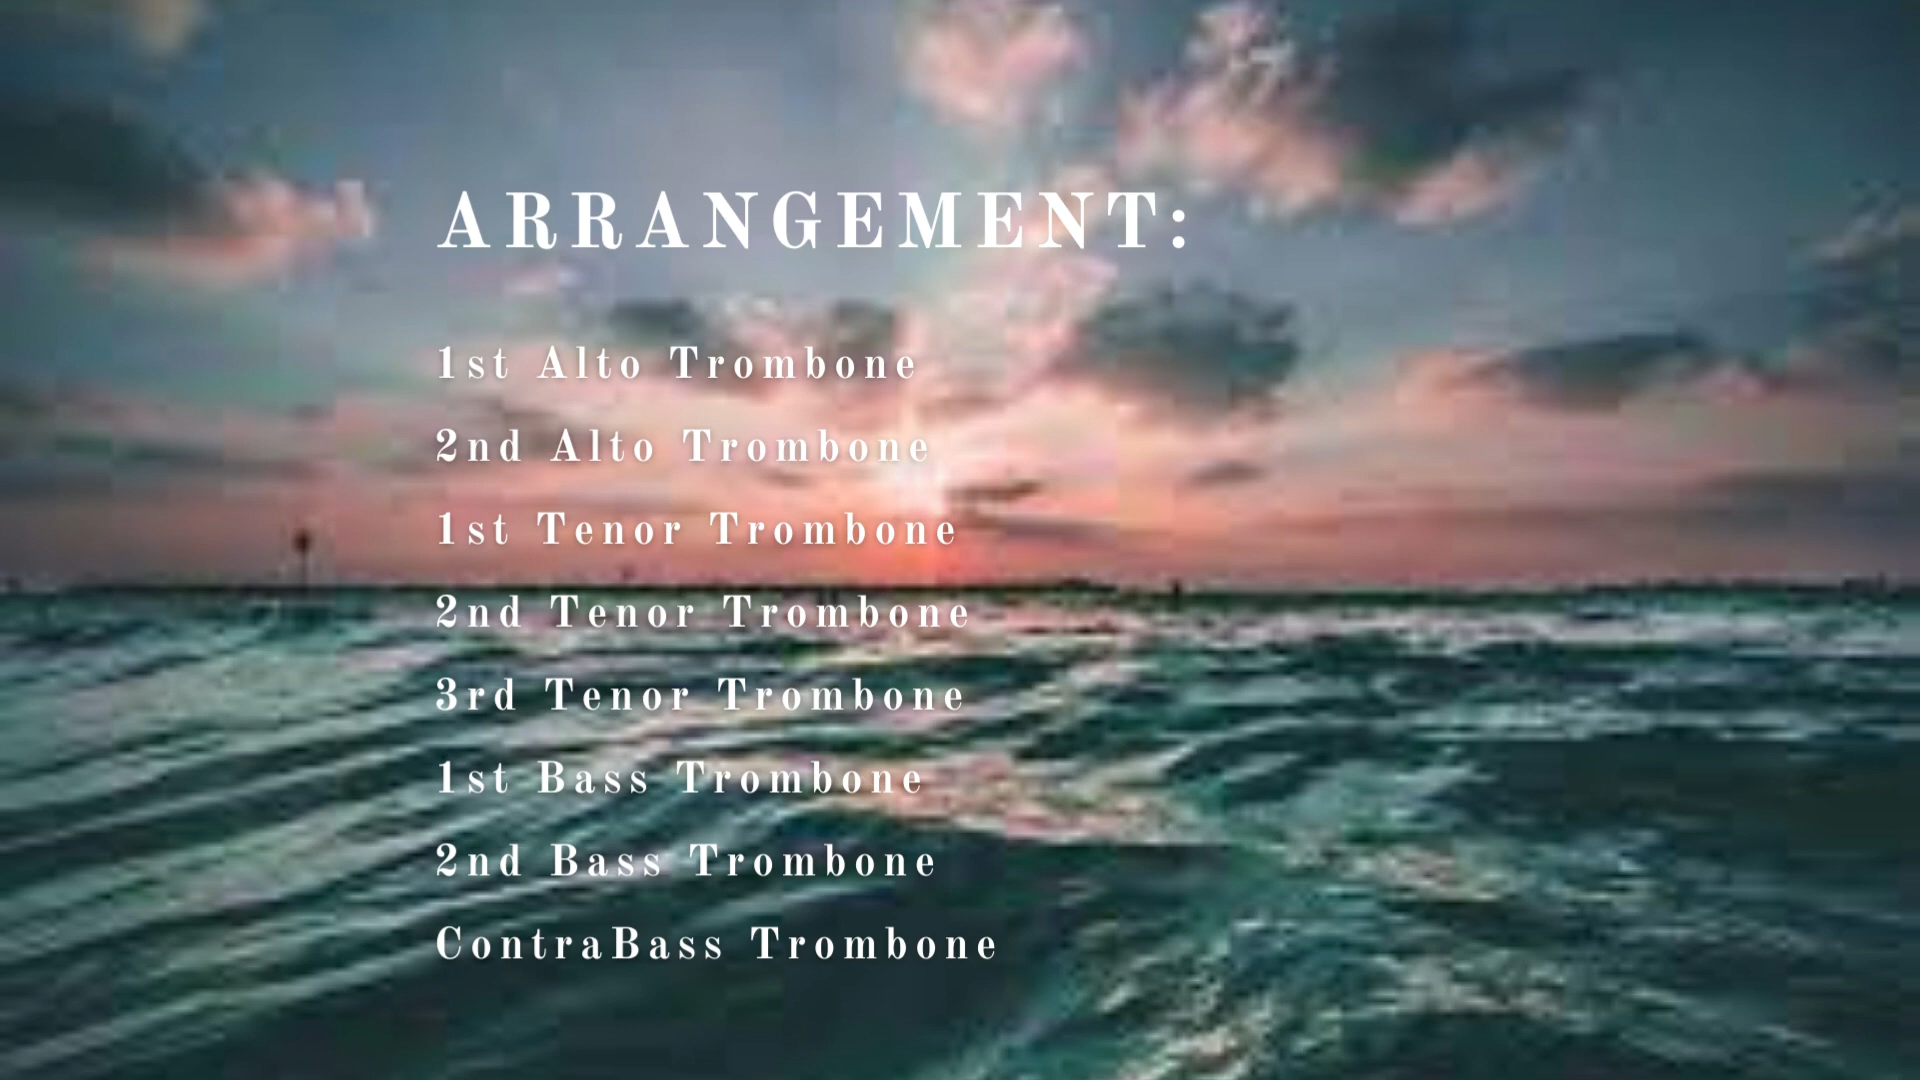 ARRANGEMENT:
1st Alto Trombone
2nd Alto Trombone
1st Tenor Trombone
2nd Tenor Trombone
3rd Tenor Trombone
1st Bass Trombone
2nd Bass Trombone
ContraBass Trombone